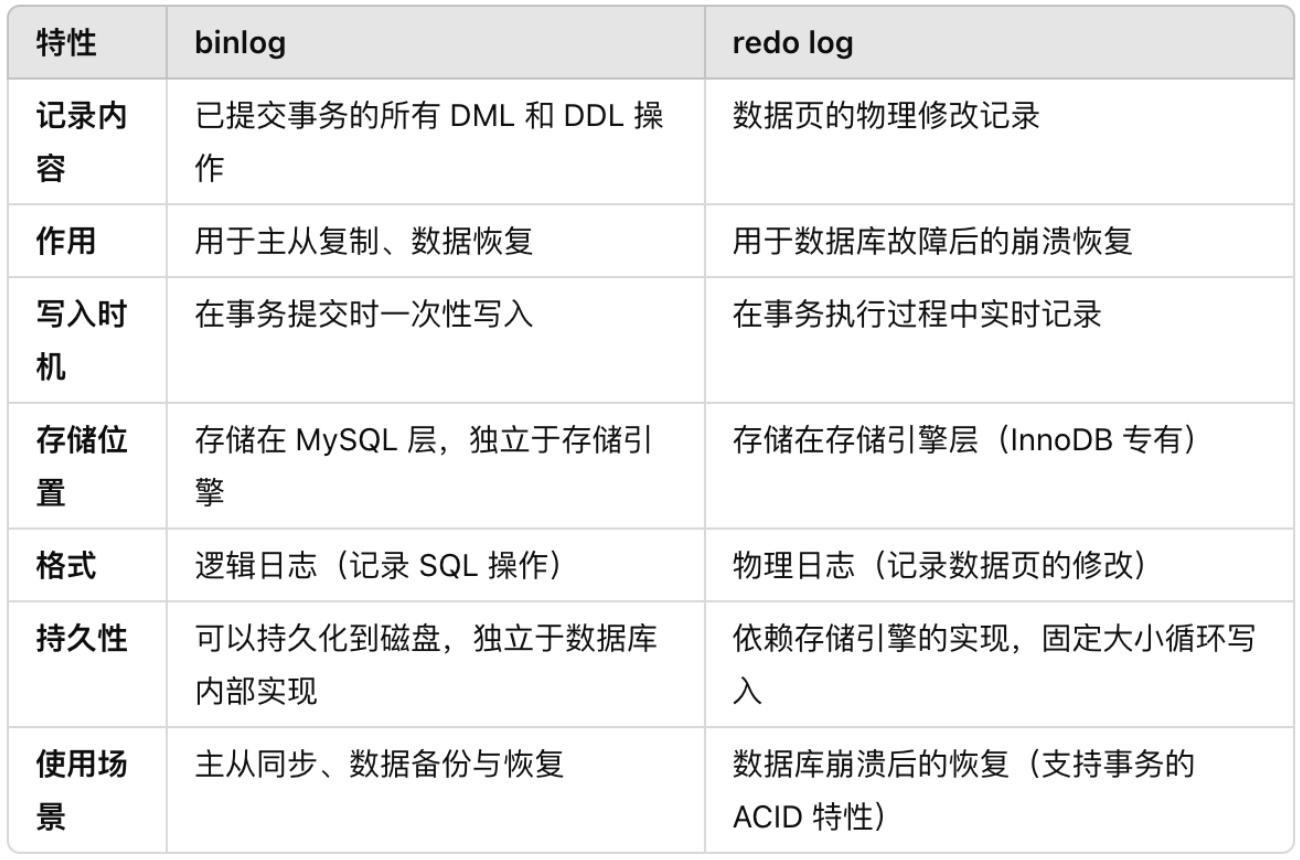 特性 binlog redo log
记录内 已提交事务的所有 DML 和 DDL 操 数据页的物理修改记录
容 作
作用 用于主从复制、数据恢复 用于数据库故障后的崩溃恢复
写入时 在事务提交时一次性写入 在事务执行过程中实时记录
机
存储位 存储在 MySQL 层，独立于存储引 存储在存储引擎层（InnoDB 专有）
置 擎
格式 逻辑日志（记录 SQL 操作） 物理日志（记录数据页的修改）
持久性 可以持久化到磁盘，独立于数据库 依赖存储引擎的实现，固定大小循环写
内部实现 入
使用场 主从同步、数据备份与恢复 数据库崩溃后的恢复（支持事务的
景 ACID 特性）